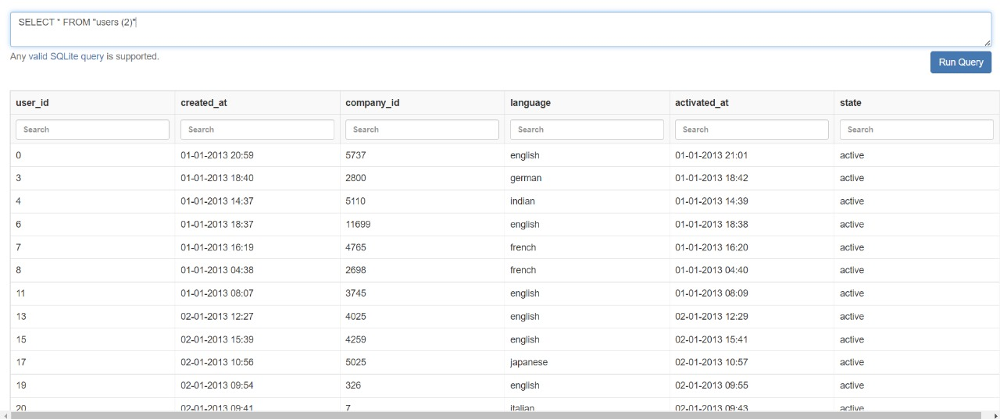 SELECT * FROM "users (2)"
Any valid SQLite query is supported.
Run Query
user_id created_at company_id language activated_at state
Search Search Search Search Search Search
0 01-01-2013 20:59 5737 english 01-01-2013 21:01 active
3 01-01-2013 18:40 2800 german 01-01-2013 18:42 active
4 01-01-2013 14:37 5110 indian 01-01-2013 14:39 active
6 01-01-2013 18:37 11699 english 01-01-2013 18:38 active
7 01-01-2013 16:19 4765 french 01-01-2013 16:20 active
8 01-01-2013 04:38 2698 french 01-01-2013 04:40 active
11 01-01-2013 08:07 3745 english 01-01-2013 08:09 active
13 02-01-2013 12:27 4025 english 02-01-2013 12:29 active
15 02-01-2013 15:39 4259 english 02-01-2013 15:41 active
17 02-01-2013 10:56 5025 japanese 02-01-2013 10:57 active
19 02-01-2013 09:54 326 english 02-01-2013 09:55 active
20 02-01-2013 09:41 7 italian 02-01-2013 09:43 active